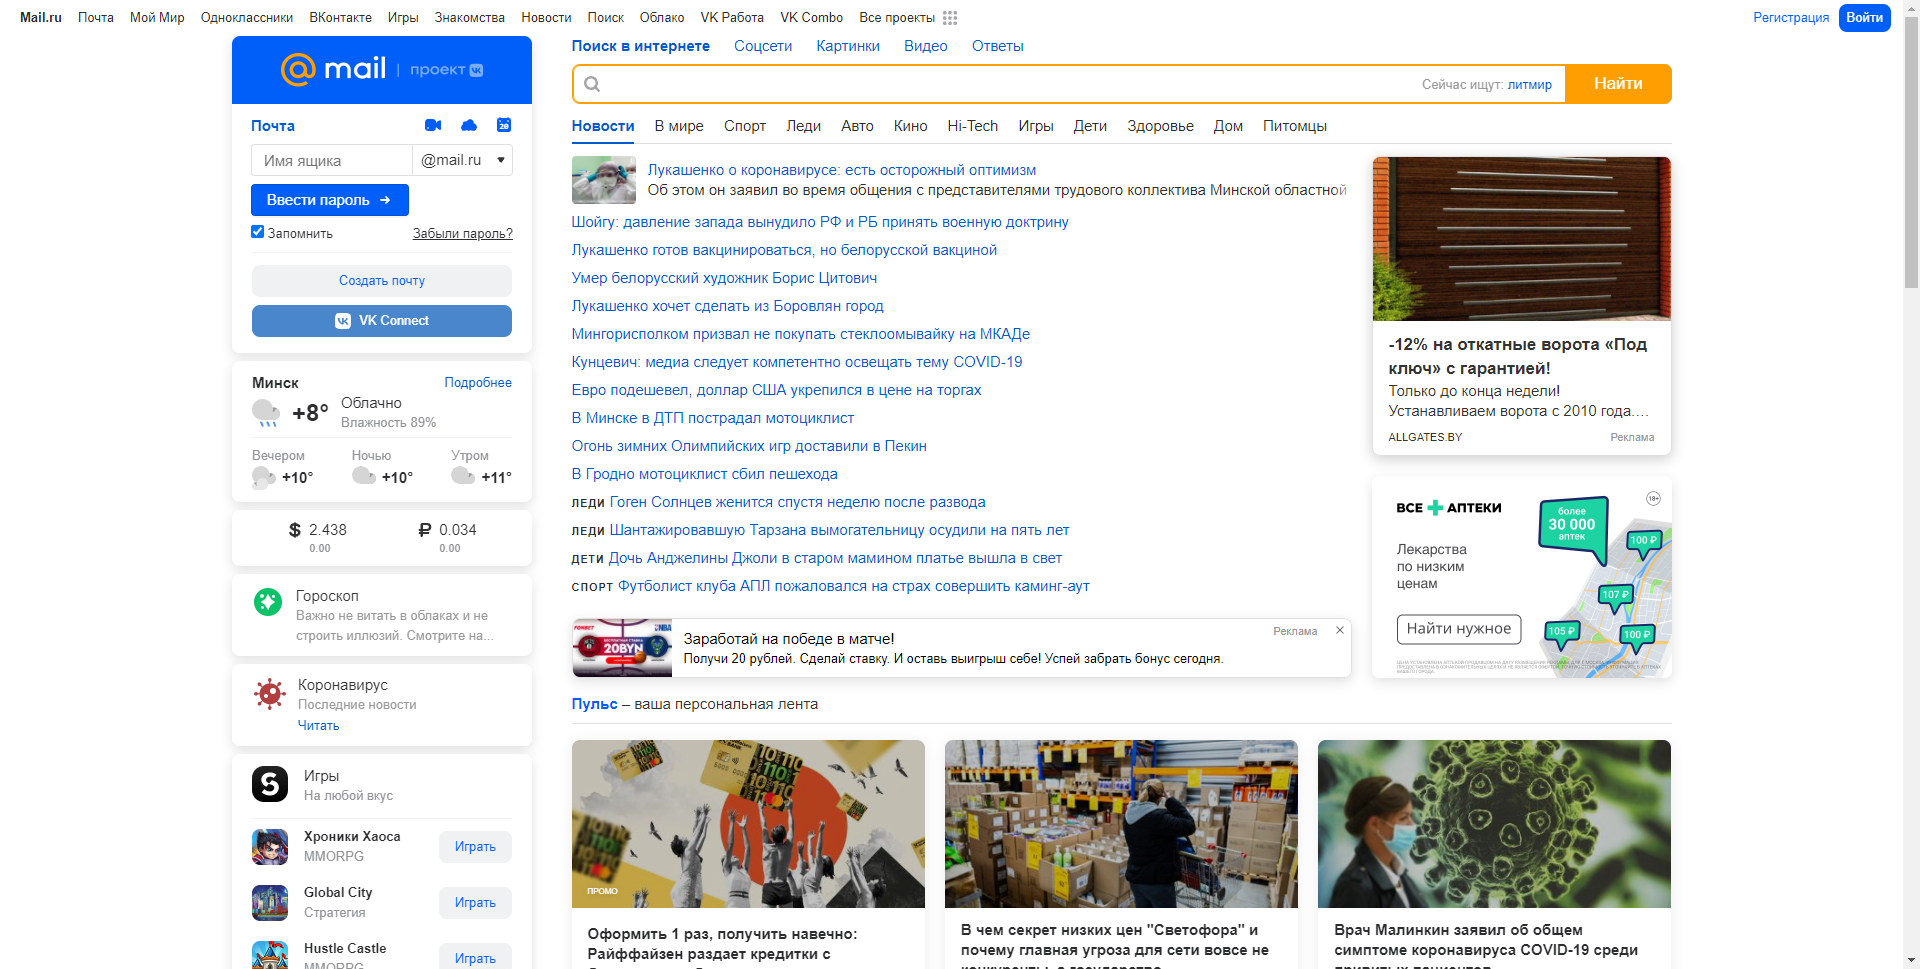 Mail.ru Почта Мой Мир Одноклассники ВКонтакте Игры Знакомства Новости Поиск Облако VK Работа VK Combo Все проекты Регистрация Войти
@mail | проект
Почта
Имя ящика @mail.ru
Ввести пароль →
Запомнить Забыли пароль?
Создать почту
VK Connect
Минск Подробнее
+8° Облачно
Влажность 89%
Вечером Ночью Утром
+10° +10° +11°
$ 2.438 ₽ 0.034
0.00 0.00
Гороскоп
Важно не витать в облаках и не
строить иллюзий. Смотрите на...
Коронавирус
Последние новости
Читать
Игры
На любой вкус
Хроники Хаоса
MMORPG
Играть
Global City
Стратегия
Играть
Hustle Castle
MMORPG
Играть
Поиск в интернете Соцсети Картинки Видео Ответы
Сейчас ищут: литмир Найти
Новости В мире Спорт Леди Авто Кино Hi-Tech Игры Дети Здоровье Дом Питомцы
Лукашенко о коронавирусе: есть осторожный оптимизм
Об этом он заявил во время общения с представителями трудового коллектива Минской областной
Шойгу: давление запада вынудило РФ и РБ принять военную доктрину
Лукашенко готов вакцинироваться, но белорусской вакциной
Умер белорусский художник Борис Цитович
Лукашенко хочет сделать из Боровлян город
Мингорисполком призвал не покупать стеклоомывайку на МКАДе
Кунцевич: медиа следует компетентно освещать тему COVID-19
Евро подешевел, доллар США укрепился в цене на торгах
В Минске в ДТП пострадал мотоциклист
Огонь зимних Олимпийских игр доставили в Пекин
В Гродно мотоциклист сбил пешехода
ЛЕДИ Гоген Солнцев женится спустя неделю после развода
ЛЕДИ Шантажировавшую Тарзана вымогательницу осудили на пять лет
ДЕТИ Дочь Анджелины Джоли в старом мамином платье вышла в свет
СПОРТ Футболист клуба АПЛ пожаловался на страх совершить каминг-аут
FONBET NBA
20BYN
Заработай на победе в матче! Реклама
Получи 20 рублей. Сделай ставку. И оставь выигрыш себе! Успей забрать бонус сегодня.
-12% на откатные ворота «Под
ключ» с гарантией!
Только до конца недели!
Устанавливаем ворота с 2010 года....
ALLGATES.BY Реклама
ВСЕ АПТЕКИ
18+
более
30 000
аптек
Лекарства
по низким
ценам
100 ₽
107 ₽
105 ₽
100 ₽
Найти нужное
Пульс – ваша персональная лента
ПРОМО
Оформить 1 раз, получить навечно:
Райффайзен раздает кредитки с
В чем секрет низких цен "Светофора" и
почему главная угроза для сети вовсе не
конкуренты, а государство
Врач Малинкин заявил об общем
симптоме коронавируса COVID-19 среди
привитых пациентов